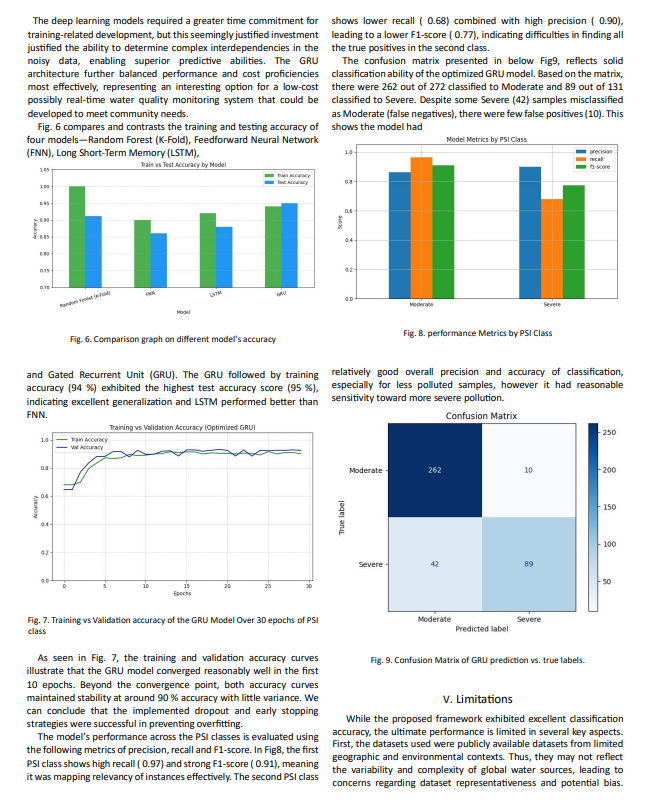 The deep learning models required a greater time commitment for
training-related development, but this seemingly justified investment
justified the ability to determine complex interdependencies in the
noisy data, enabling superior predictive abilities. The GRU
architecture further balanced performance and cost proficiencies
most effectively, representing an interesting option for a low-cost
possibly real-time water quality monitoring system that could be
developed to meet community needs.
Fig. 6 compares and contrasts the training and testing accuracy of
four models—Random Forest (K-Fold), Feedforward Neural Network
(FNN), Long Short-Term Memory (LSTM),
Train vs Test Accuracy by Model
Train Accuracy
Test Accuracy
1.05
1.00
0.95
0.90
0.85
0.80
0.75
0.70
Accuracy
Random Forest (K-Fold)
FNN
LSTM
GRU
Model
Fig. 6. Comparison graph on different model's accuracy
and Gated Recurrent Unit (GRU). The GRU followed by training
accuracy (94 %) exhibited the highest test accuracy score (95 %),
indicating excellent generalization and LSTM performed better than
FNN.
Training vs Validation Accuracy (Optimized GRU)
Train Accuracy
Val Accuracy
1.0
0.8
0.6
0.4
0.2
0.0
Accuracy
0 5 10 15 20 25 30
Epochs
Fig. 7. Training vs Validation accuracy of the GRU Model Over 30 epochs of PSI
class
As seen in Fig. 7, the training and validation accuracy curves
illustrate that the GRU model converged reasonably well in the first
10 epochs. Beyond the convergence point, both accuracy curves
maintained stability at around 90 % accuracy with little variance. We
can conclude that the implemented dropout and early stopping
strategies were successful in preventing overfitting.
The model's performance across the PSI classes is evaluated using
the following metrics of precision, recall and F1-score. In Fig8, the first
PSI class shows high recall ( 0.97) and strong F1-score ( 0.91), meaning
it was mapping relevancy of instances effectively. The second PSI class
shows lower recall ( 0.68) combined with high precision ( 0.90),
leading to a lower F1-score ( 0.77), indicating difficulties in finding all
the true positives in the second class.
The confusion matrix presented in below Fig9, reflects solid
classification ability of the optimized GRU model. Based on the matrix,
there were 262 out of 272 classified to Moderate and 89 out of 131
classified to Severe. Despite some Severe (42) samples misclassified
as Moderate (false negatives), there were few false positives (10). This
shows the model had
Model Metrics by PSI Class
precision
recall
f1-score
1.0
0.8
0.6
0.4
0.2
0.0
Score
Moderate
Severe
Fig. 8. performance Metrics by PSI Class
relatively good overall precision and accuracy of classification,
especially for less polluted samples, however it had reasonable
sensitivity toward more severe pollution.
Confusion Matrix
Moderate
262
10
Severe
42
89
True label
Moderate
Severe
Predicted label
250
200
150
100
50
Fig. 9. Confusion Matrix of GRU prediction vs. true labels.
V. Limitations
While the proposed framework exhibited excellent classification
accuracy, the ultimate performance is limited in several key aspects.
First, the datasets used were publicly available datasets from limited
geographic and environmental contexts. Thus, they may not reflect
the variability and complexity of global water sources, leading to
concerns regarding dataset representativeness and potential bias.